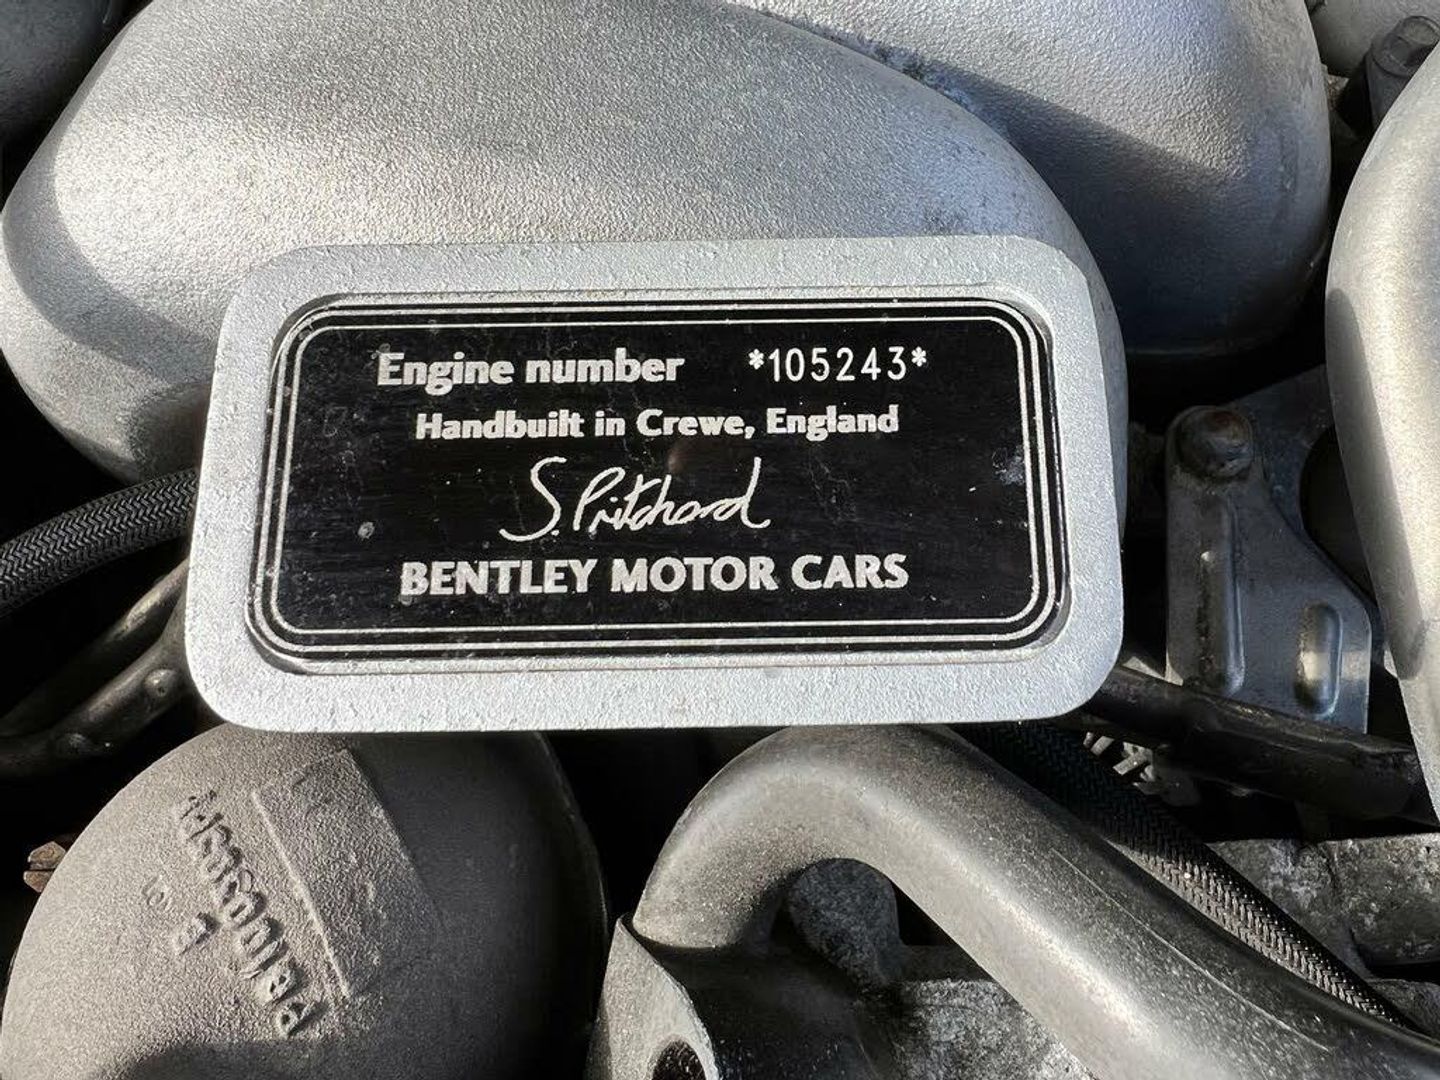 Engine number *105243*
Handbuilt in Crewe, England
S. Pritchard
BENTLEY MOTOR CARS